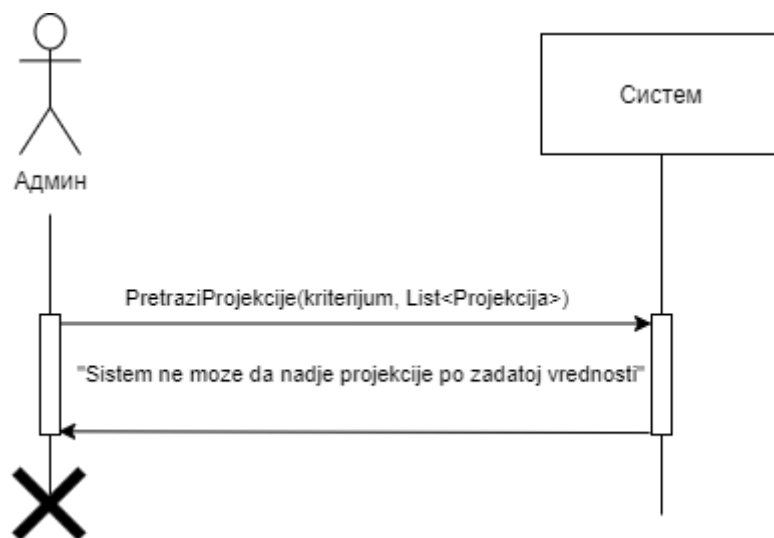 Систем
Админ
PretraziProjekcije(kriterijum, List<Projekcija>)
"Sistem ne moze da nadje projekcije po zadatoj vrednosti"